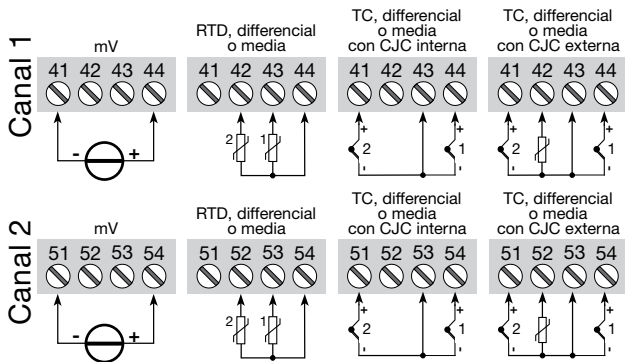 Canal 1
mV
41 42 43 44
- +
RTD, differencial
o media
41 42 43 44
2 1
TC, differencial
o media
con CJC interna
41 42 43 44
+ +
2 1
- -
TC, differencial
o media
con CJC externa
41 42 43 44
+ +
2 1
- -
Canal 2
mV
51 52 53 54
- +
RTD, differencial
o media
51 52 53 54
2 1
TC, differencial
o media
con CJC interna
51 52 53 54
+ +
2 1
- -
TC, differencial
o media
con CJC externa
51 52 53 54
+ +
2 1
- -